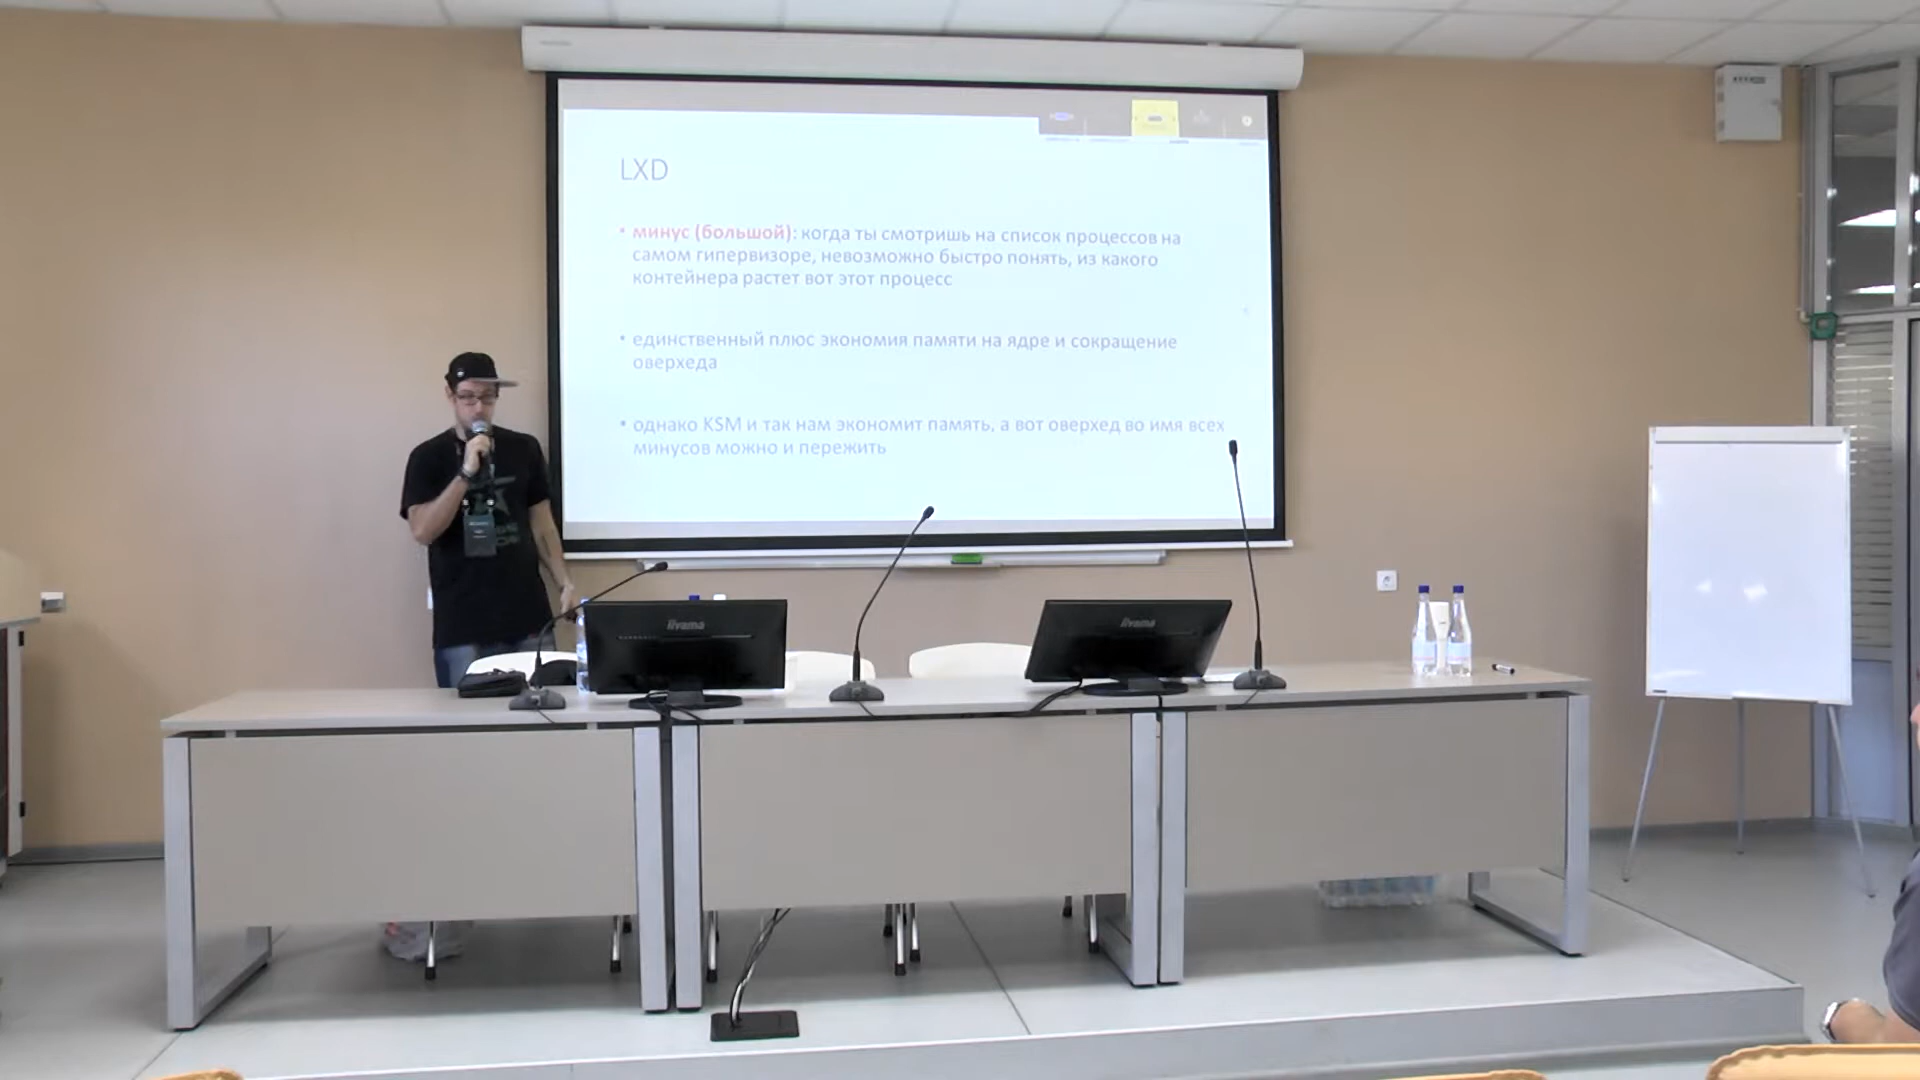 LXD
• минус (большой): когда ты смотришь на список процессов на
самом гипервизоре, невозможно быстро понять, из какого
контейнера растет вот этот процесс
• единственный плюс экономия памяти на ядре и сокращение
оверхеда
• однако KSM и так нам экономит память, а вот оверхед во имя всех
минусов можно и пережить
iiyama
iiyama